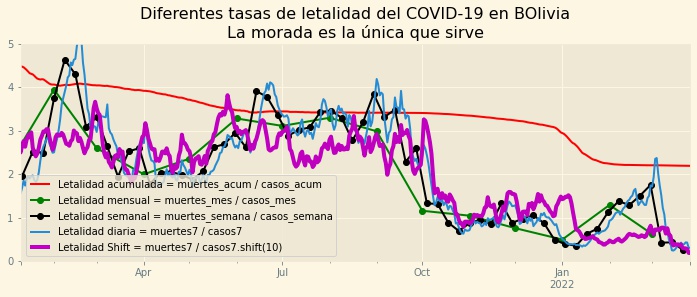 Diferentes tasas de letalidad del COVID-19 en BOlivia
La morada es la única que sirve
5
4
3
2
1
0
Letalidad acumulada = muertes_acum / casos_acum
Letalidad mensual = muertes_mes / casos_mes
Letalidad semanal = muertes_semana / casos_semana
Letalidad diaria = muertes7 / casos7
Letalidad Shift = muertes7 / casos7.shift(10)
Apr Jul Oct Jan
2022